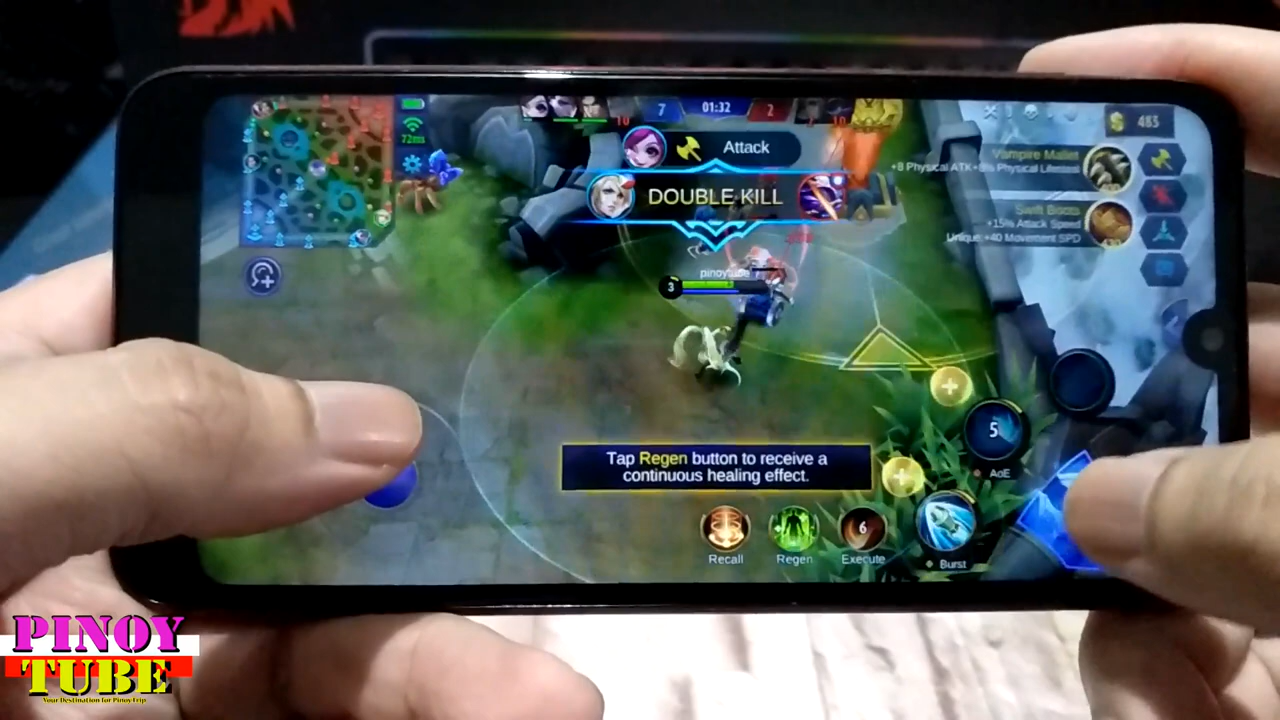 7
01:32
2
10
10
72ms
483
Attack
DOUBLE KILL
Vampire Mallet
+8 Physical ATK+8% Physical Lifesteal
Swift Boots
+15% Attack Speed
Unique:+40 Movement SPD
pinoytube
3
5
AoE
Tap Regen button to receive a
continuous healing effect.
6
Recall
Regen
Execute
Burst
PINOY
TUBE
Your Destination for Pinoy Trip